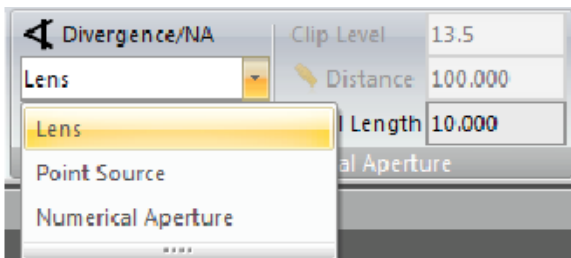 Divergence/NA
Clip Level 13.5
Lens
Distance 100.000
Lens
Length 10.000
Point Source
Aperture
Numerical Aperture